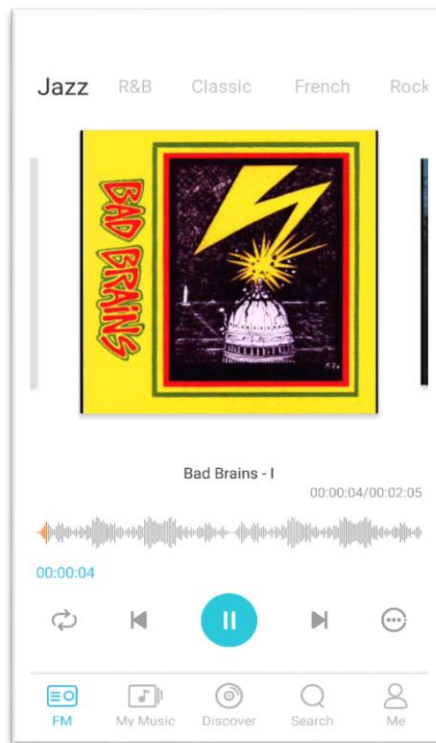 Jazz R&B Classic French Rock
BAD BRAINS
Bad Brains - I
00:00:04/00:02:05
00:00:04
FM My Music Discover Search Me